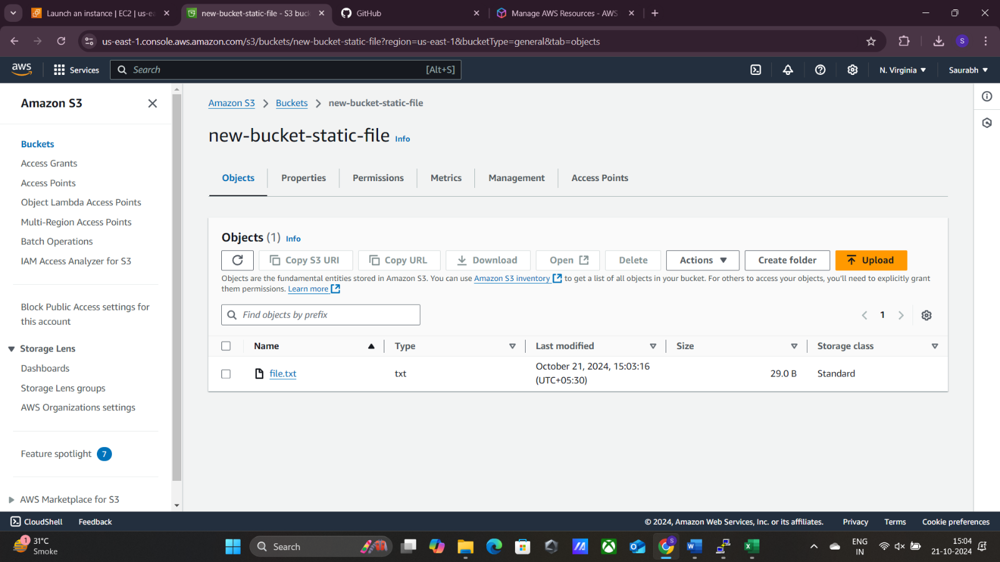 Launch an instance | EC2 | us-ea
new-bucket-static-file - S3 buck
GitHub
Manage AWS Resources - AWS
us-east-1.console.aws.amazon.com/s3/buckets/new-bucket-static-file?region=us-east-1&bucketType=general&tab=objects
S
aws
Services
Search
[Alt+S]
N. Virginia
Saurabh
Amazon S3
Buckets
Access Grants
Access Points
Object Lambda Access Points
Multi-Region Access Points
Batch Operations
IAM Access Analyzer for S3
Block Public Access settings for
this account
Storage Lens
Dashboards
Storage Lens groups
AWS Organizations settings
Feature spotlight 7
AWS Marketplace for S3
Amazon S3 > Buckets > new-bucket-static-file
new-bucket-static-file Info
Objects Properties Permissions Metrics Management Access Points
Objects (1) Info
Copy S3 URI Copy URL Download Open Delete Actions Create folder Upload
Objects are the fundamental entities stored in Amazon S3. You can use Amazon S3 inventory to get a list of all objects in your bucket. For others to access your objects, you'll need to explicitly grant
them permissions. Learn more
Find objects by prefix
1
Name Type Last modified Size Storage class
file.txt txt October 21, 2024, 15:03:16 29.0 B Standard
(UTC+05:30)
CloudShell Feedback © 2024, Amazon Web Services, Inc. or its affiliates. Privacy Terms Cookie preferences
1
31°C
Smoke
Search
S
ENG
IN
15:04
21-10-2024